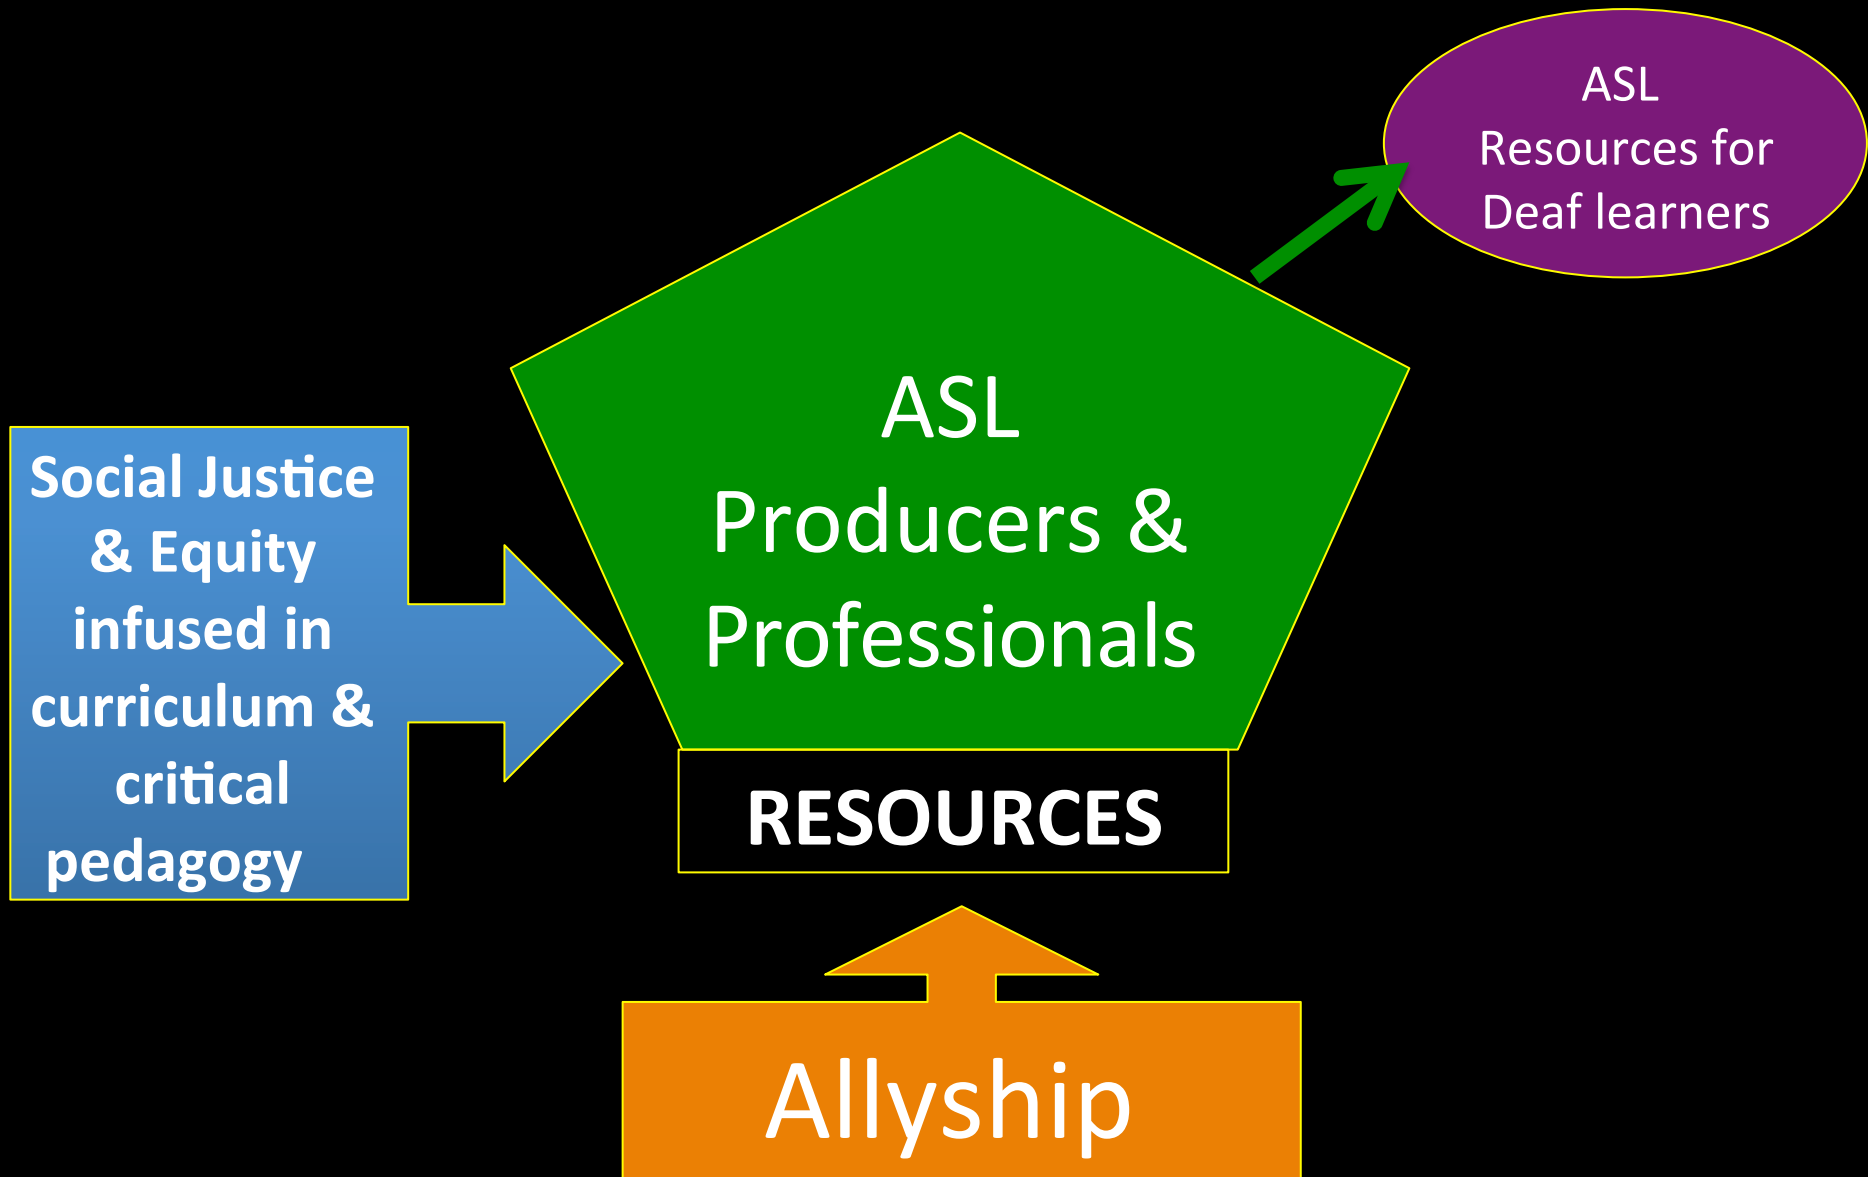 ASL
Resources for
Deaf learners
ASL
Producers &
Professionals
Social Justice
& Equity
infused in
curriculum &
critical
pedagogy
RESOURCES
Allyship